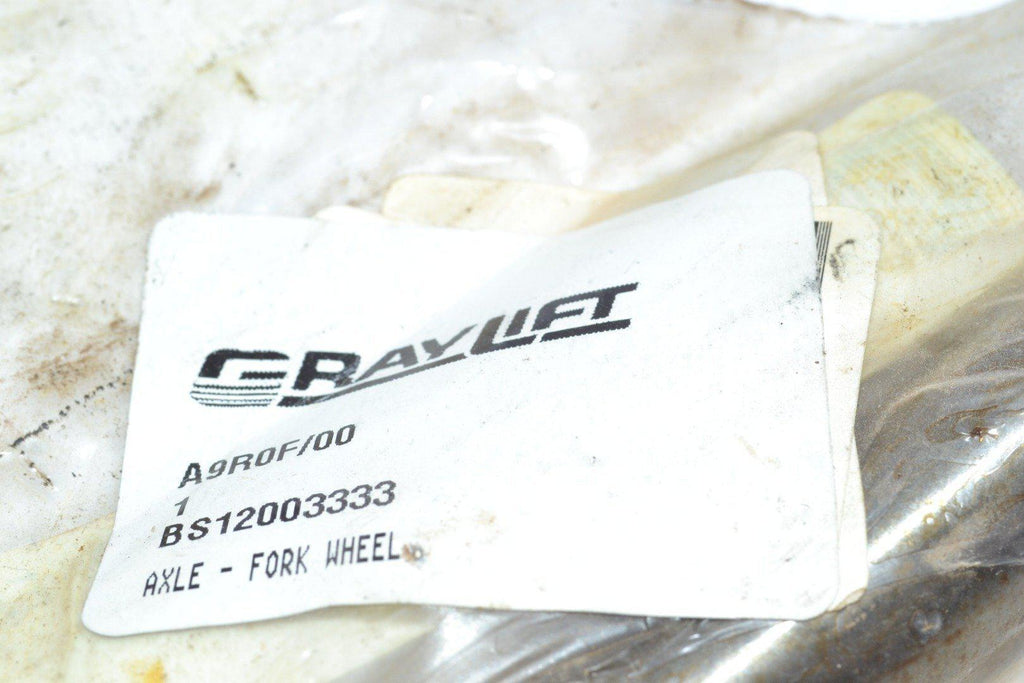 GRAYLIFT
A9R0F/00
1
BS12003333
AXLE - FORK WHEEL